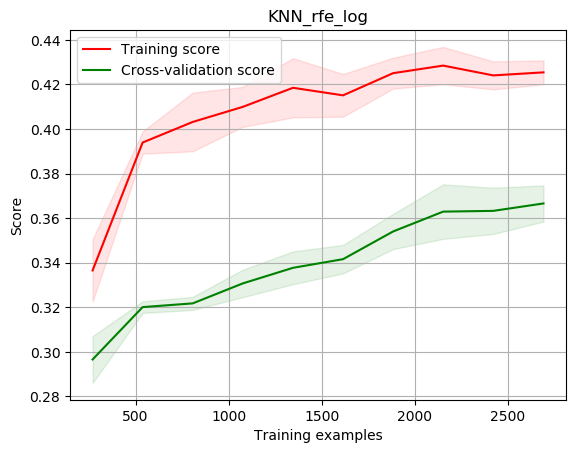 KNN_rfe_log
Training score
Cross-validation score
Score
0.44
0.42
0.40
0.38
0.36
0.34
0.32
0.30
0.28
500 1000 1500 2000 2500
Training examples